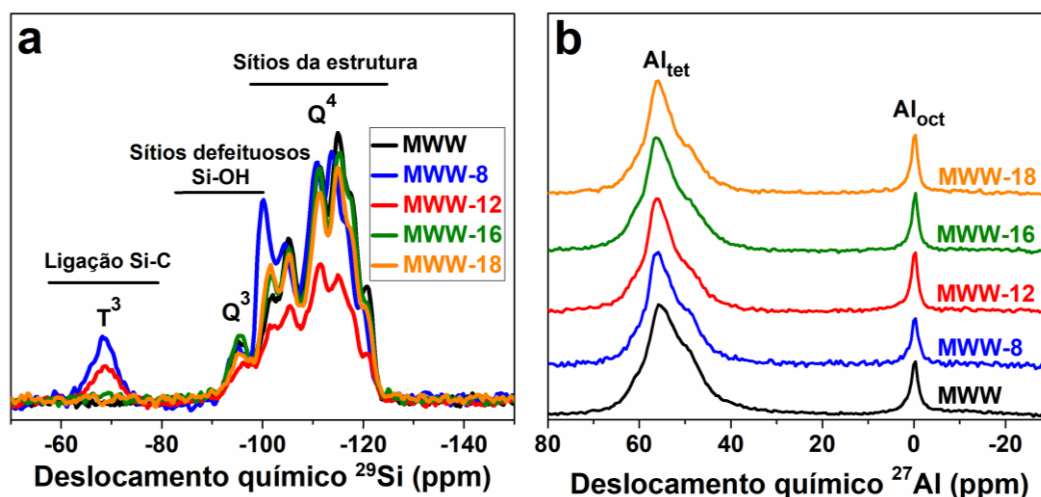 a
Sítios da estrutura
Q⁴
Sítios defeituosos
Si-OH
Ligação Si-C
T³
Q³
MWW
MWW-8
MWW-12
MWW-16
MWW-18
-60 -80 -100 -120 -140
Deslocamento químico ²⁹Si (ppm)
b
Al_tet
Al_oct
MWW-18
MWW-16
MWW-12
MWW-8
MWW
80 60 40 20 0 -20
Deslocamento químico ²⁷Al (ppm)